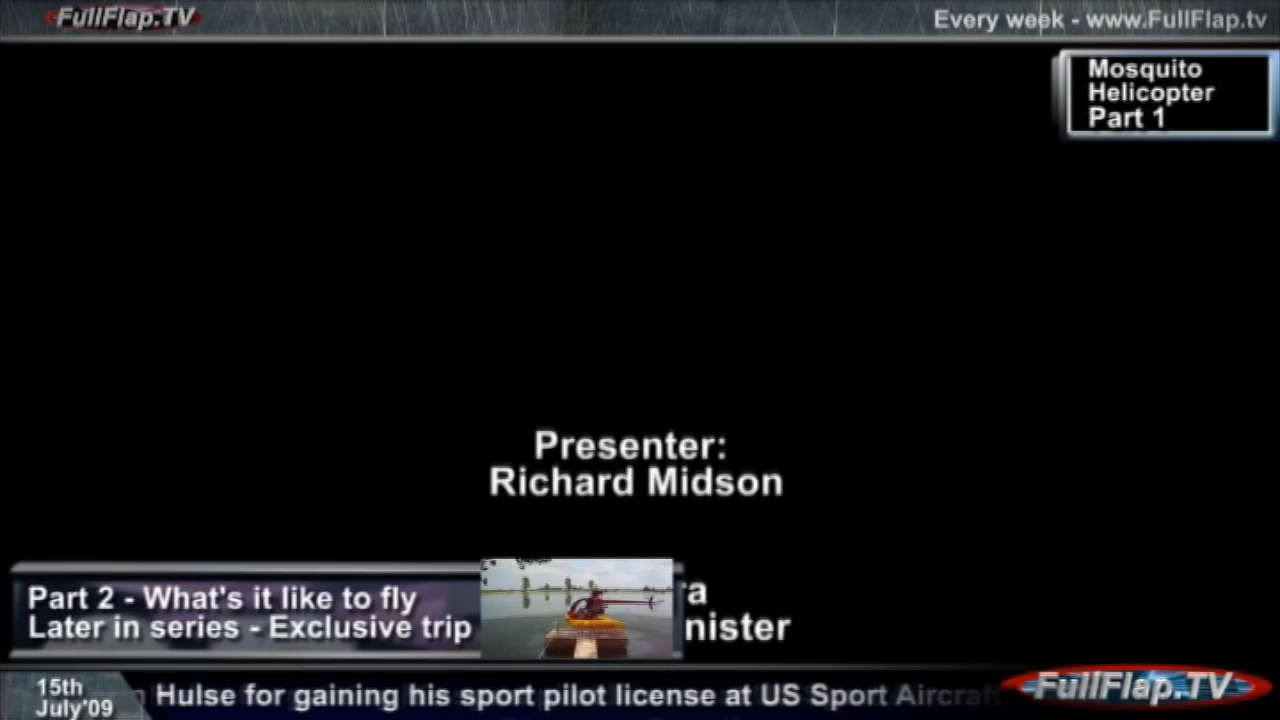 FullFlap.TV
Every week - www.FullFlap.tv
Mosquito
Helicopter
Part 1
Presenter:
Richard Midson
Part 2 - What's it like to fly
Later in series - Exclusive trip
15th
July'09
Hulse for gaining his sport pilot license at US Sport Aircraft.
FullFlap.TV